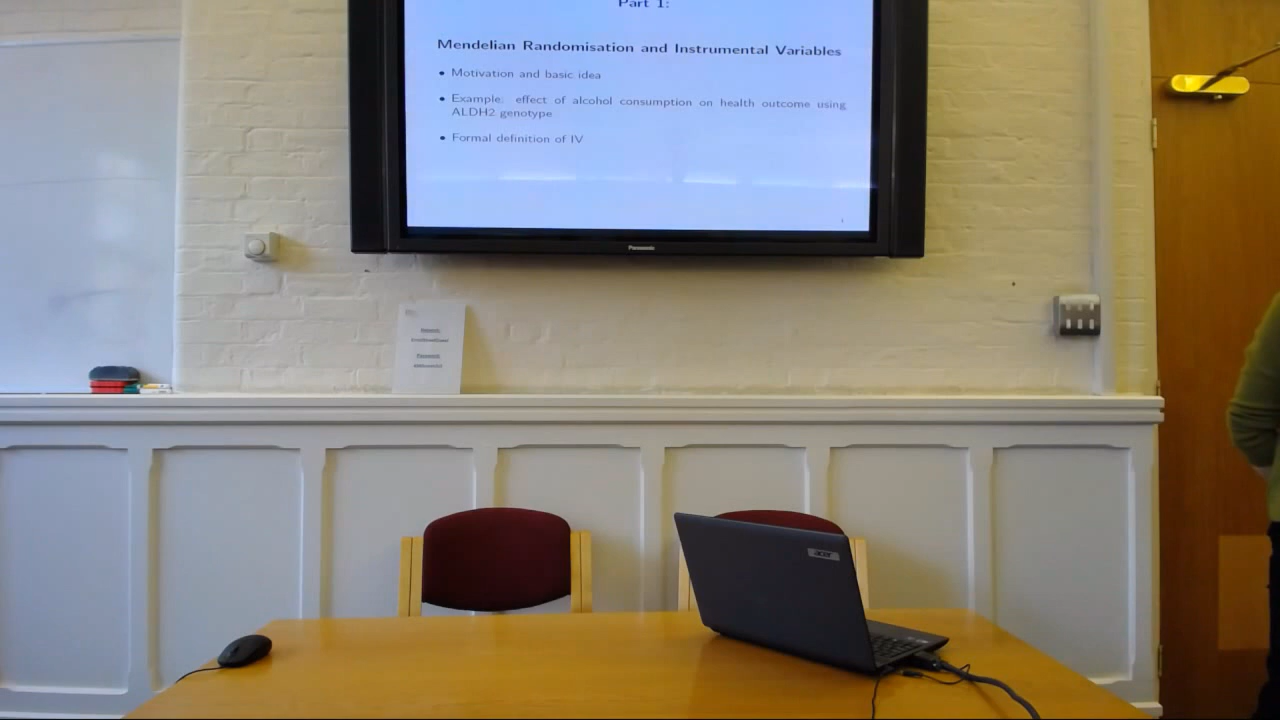 Part 1:
Mendelian Randomisation and Instrumental Variables
• Motivation and basic idea
• Example: effect of alcohol consumption on health outcome using
ALDH2 genotype
• Formal definition of IV
Panasonic
acer